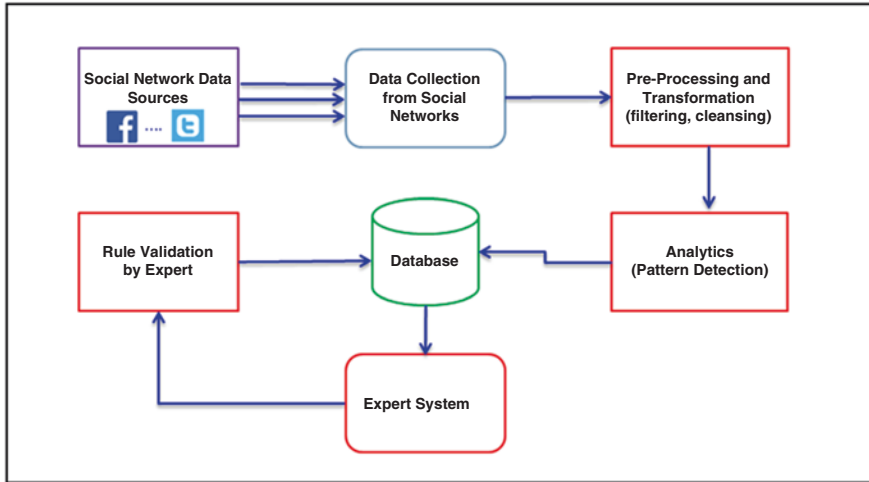 Social Network Data
Sources
....
Data Collection
from Social
Networks
Pre-Processing and
Transformation
(filtering, cleansing)
Rule Validation
by Expert
Database
Analytics
(Pattern Detection)
Expert System